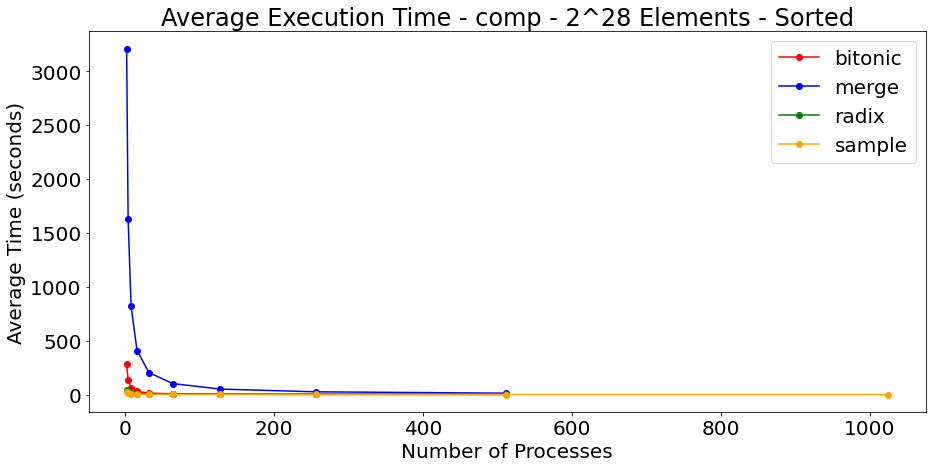 Average Execution Time - comp - 2^28 Elements - Sorted
bitonic
merge
radix
sample
Average Time (seconds)
3000
2500
2000
1500
1000
500
0
0 200 400 600 800 1000
Number of Processes